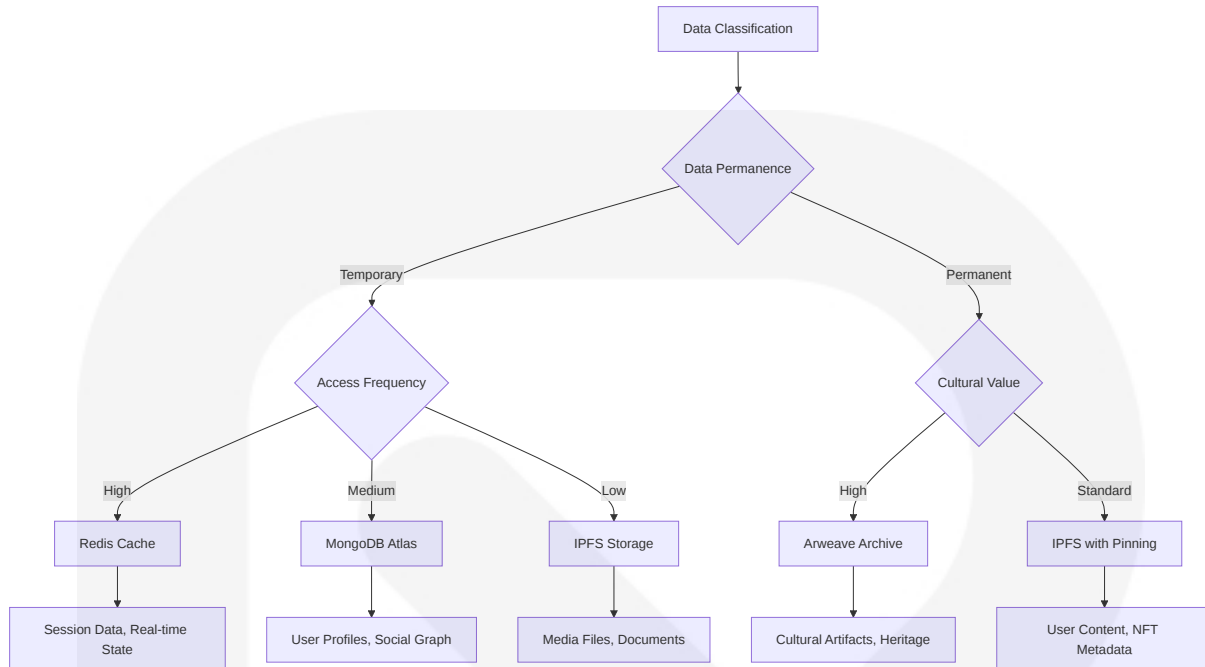 Data Classification
Data Permanence
Temporary
Permanent
Access Frequency
Cultural Value
High
Medium
Low
High
Standard
Redis Cache
MongoDB Atlas
IPFS Storage
Arweave Archive
IPFS with Pinning
Session Data, Real-time
State
User Profiles, Social Graph
Media Files, Documents
Cultural Artifacts, Heritage
User Content, NFT
Metadata